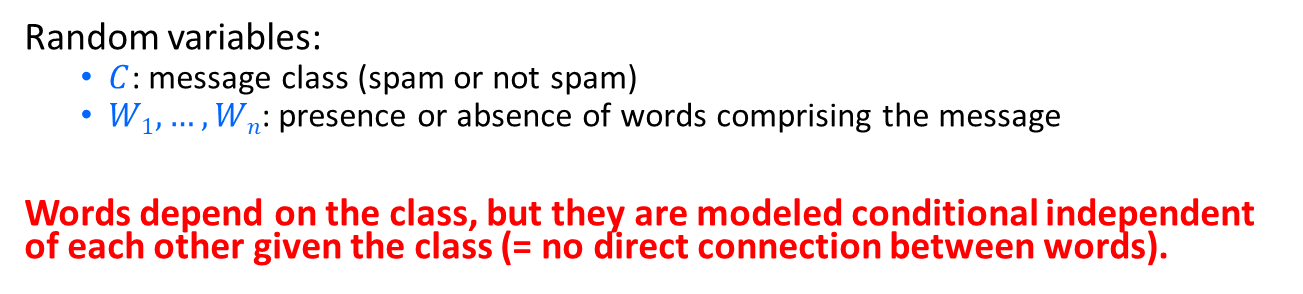 Random variables:
• C: message class (spam or not spam)
• W₁, … , Wₙ: presence or absence of words comprising the message
Words depend on the class, but they are modeled conditional independent
of each other given the class (= no direct connection between words).